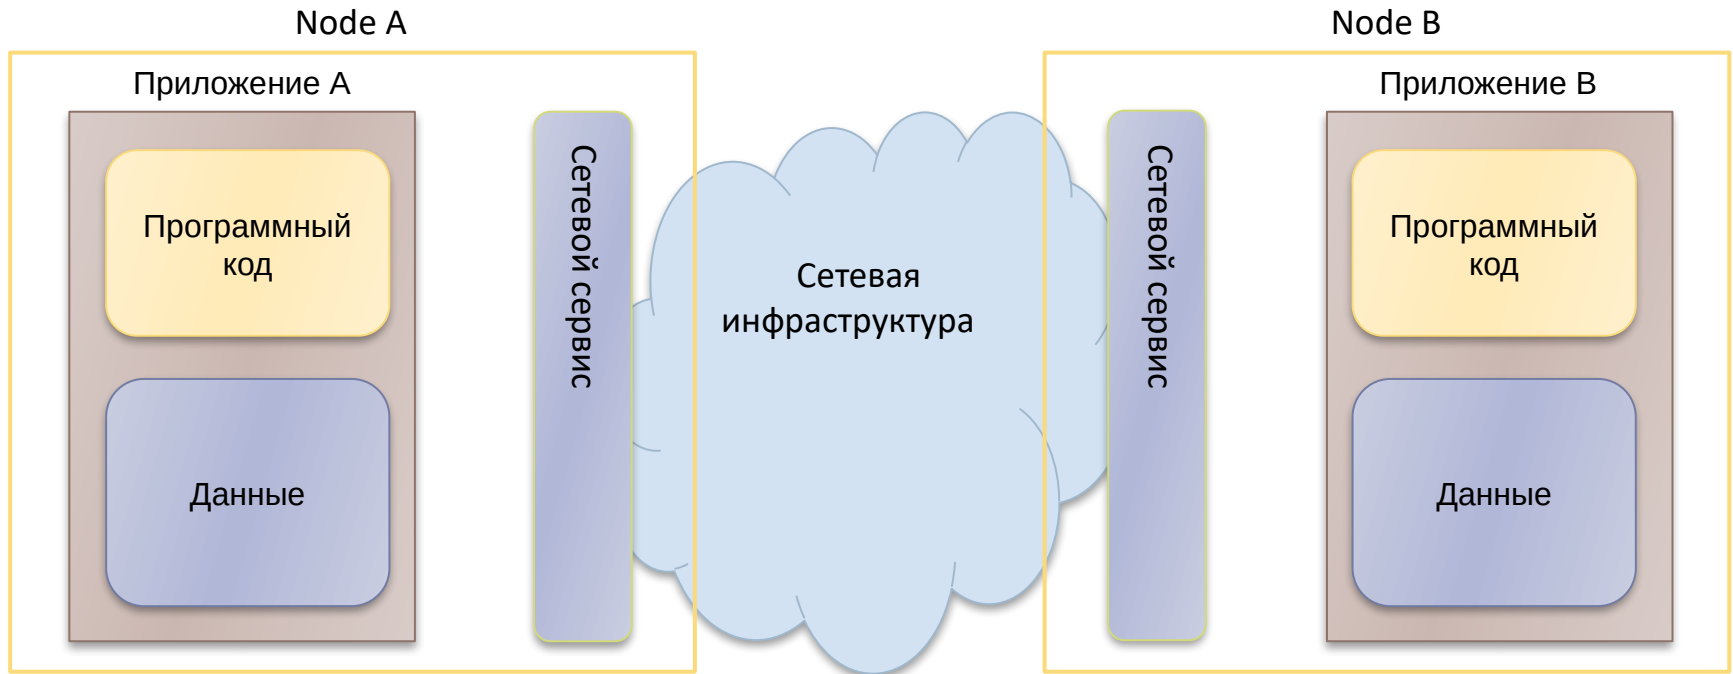 Node A
Node B
Приложение A
Приложение B
Программный
код
Данные
Сетевой сервис
Сетевая
инфраструктура
Сетевой сервис
Программный
код
Данные